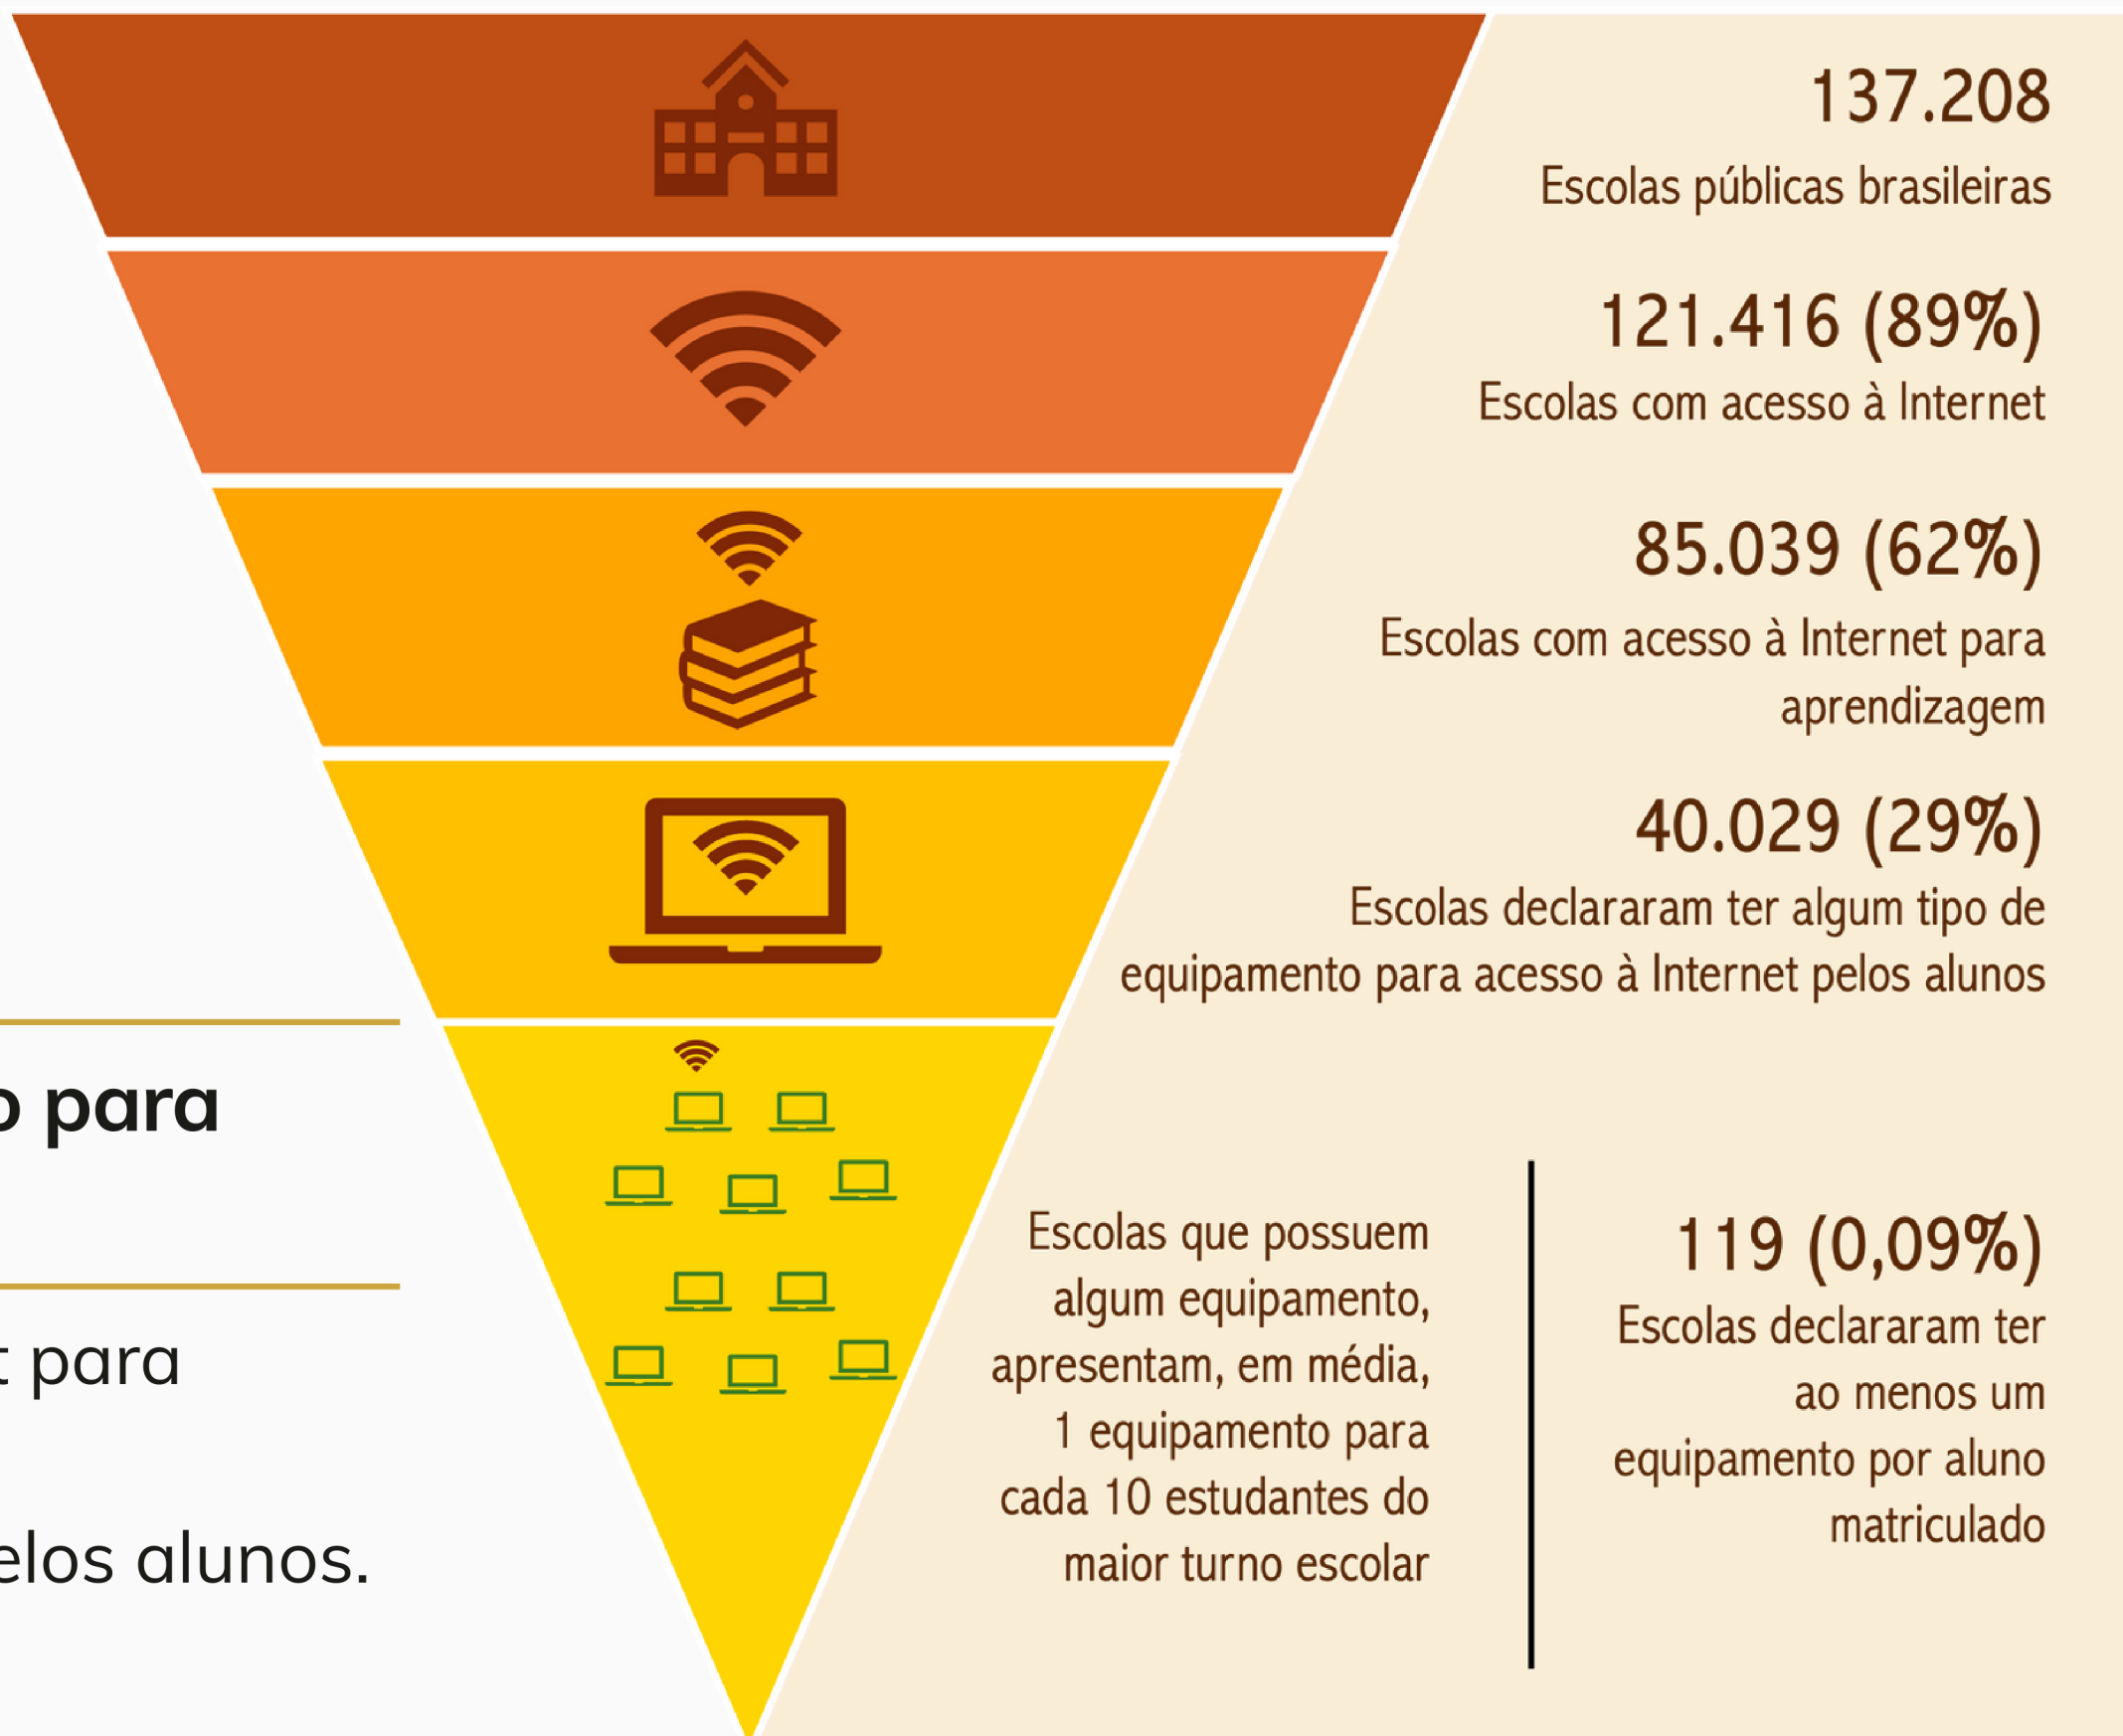 137.208
Escolas públicas brasileiras
121.416 (89%)
Escolas com acesso à Internet
85.039 (62%)
Escolas com acesso à Internet para
aprendizagem
40.029 (29%)
Escolas declararam ter algum tipo de
equipamento para acesso à Internet pelos alunos
Escolas que possuem
algum equipamento,
apresentam, em média,
1 equipamento para
cada 10 estudantes do
maior turno escolar
119 (0,09%)
Escolas declararam ter
ao menos um
equipamento por aluno
matriculado
para
para
elos alunos.